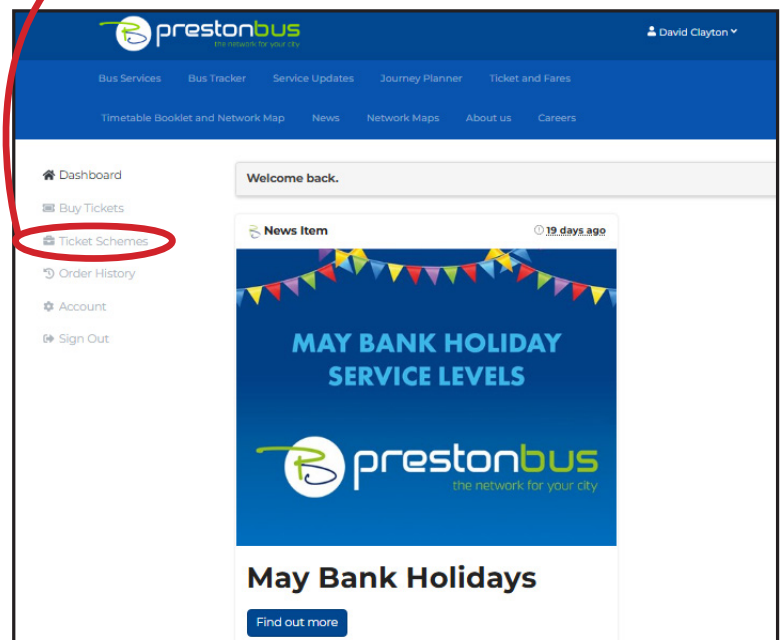 prestonbus
the network for your city
David Clayton
Bus Services Bus Tracker Service Updates Journey Planner Ticket and Fares
Timetable Booklet and Network Map News Network Maps About us Careers
Dashboard
Buy Tickets
Ticket Schemes
Order History
Account
Sign Out
Welcome back.
News Item 19 days ago
MAY BANK HOLIDAY
SERVICE LEVELS
prestonbus
the network for your city
May Bank Holidays
Find out more